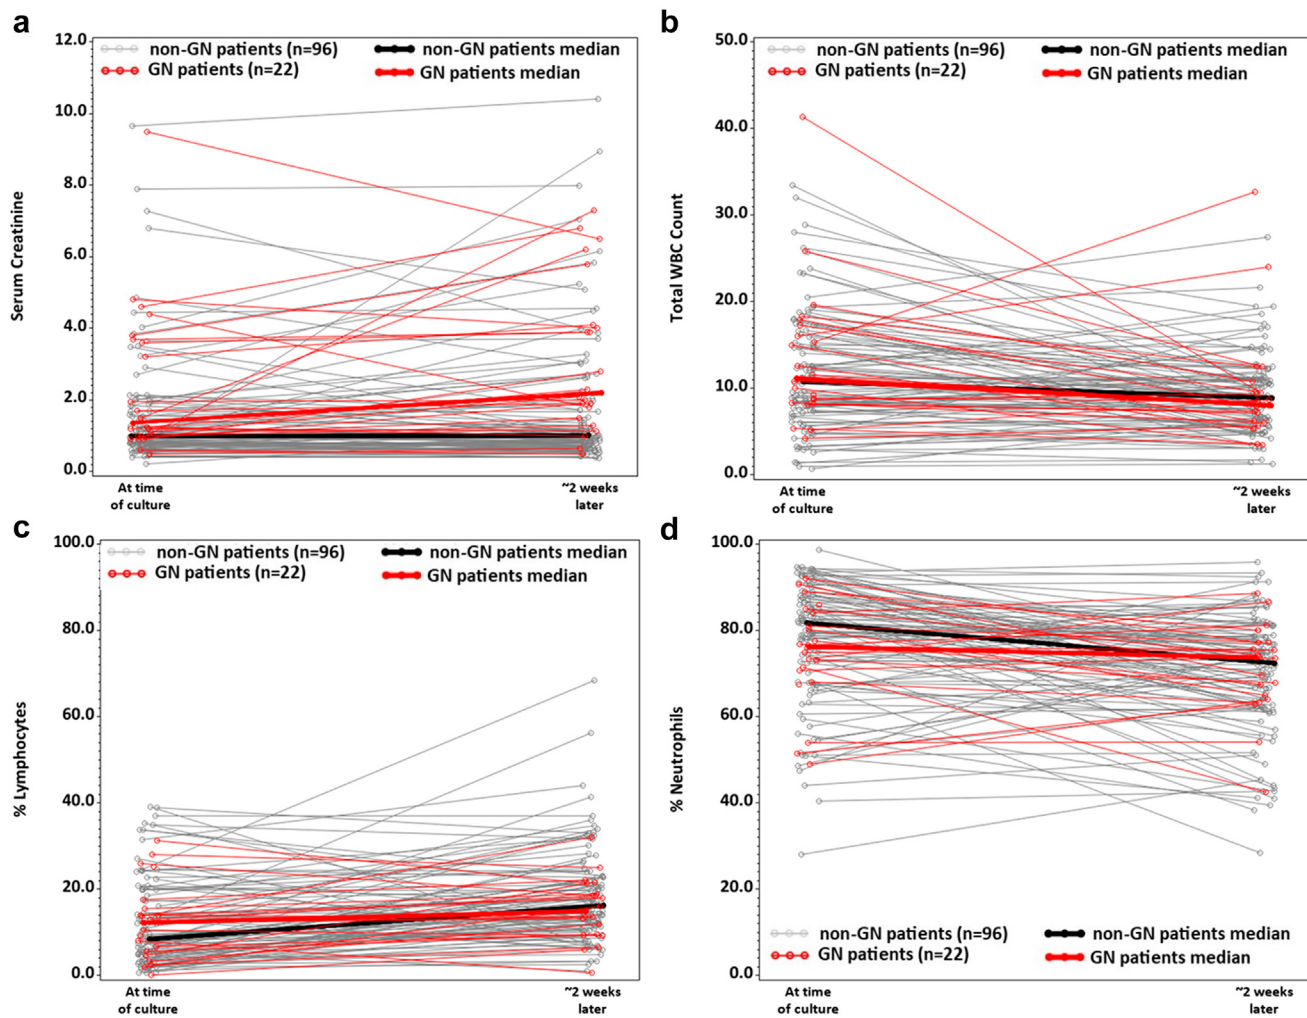 a
12.0
10.0
8.0
6.0
4.0
2.0
0.0
Serum Creatinine
non-GN patients (n=96)
GN patients (n=22)
non-GN patients median
GN patients median
At time
of culture
~2 weeks
later
b
50.0
40.0
30.0
20.0
10.0
0.0
Total WBC Count
non-GN patients (n=96)
GN patients (n=22)
non-GN patients median
GN patients median
At time
of culture
~2 weeks
later
c
100.0
80.0
60.0
40.0
20.0
0.0
% Lymphocytes
non-GN patients (n=96)
GN patients (n=22)
non-GN patients median
GN patients median
At time
of culture
~2 weeks
later
d
100.0
80.0
60.0
40.0
20.0
0.0
% Neutrophils
non-GN patients (n=96)
GN patients (n=22)
non-GN patients median
GN patients median
At time
of culture
~2 weeks
later